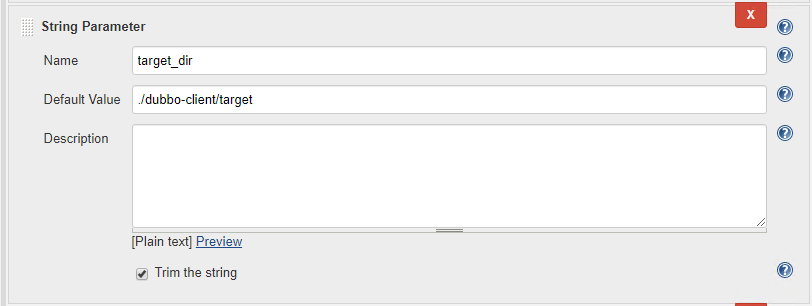 String Parameter
X
Name
target_dir
Default Value
./dubbo-client/target
Description
[Plain text] Preview
Trim the string